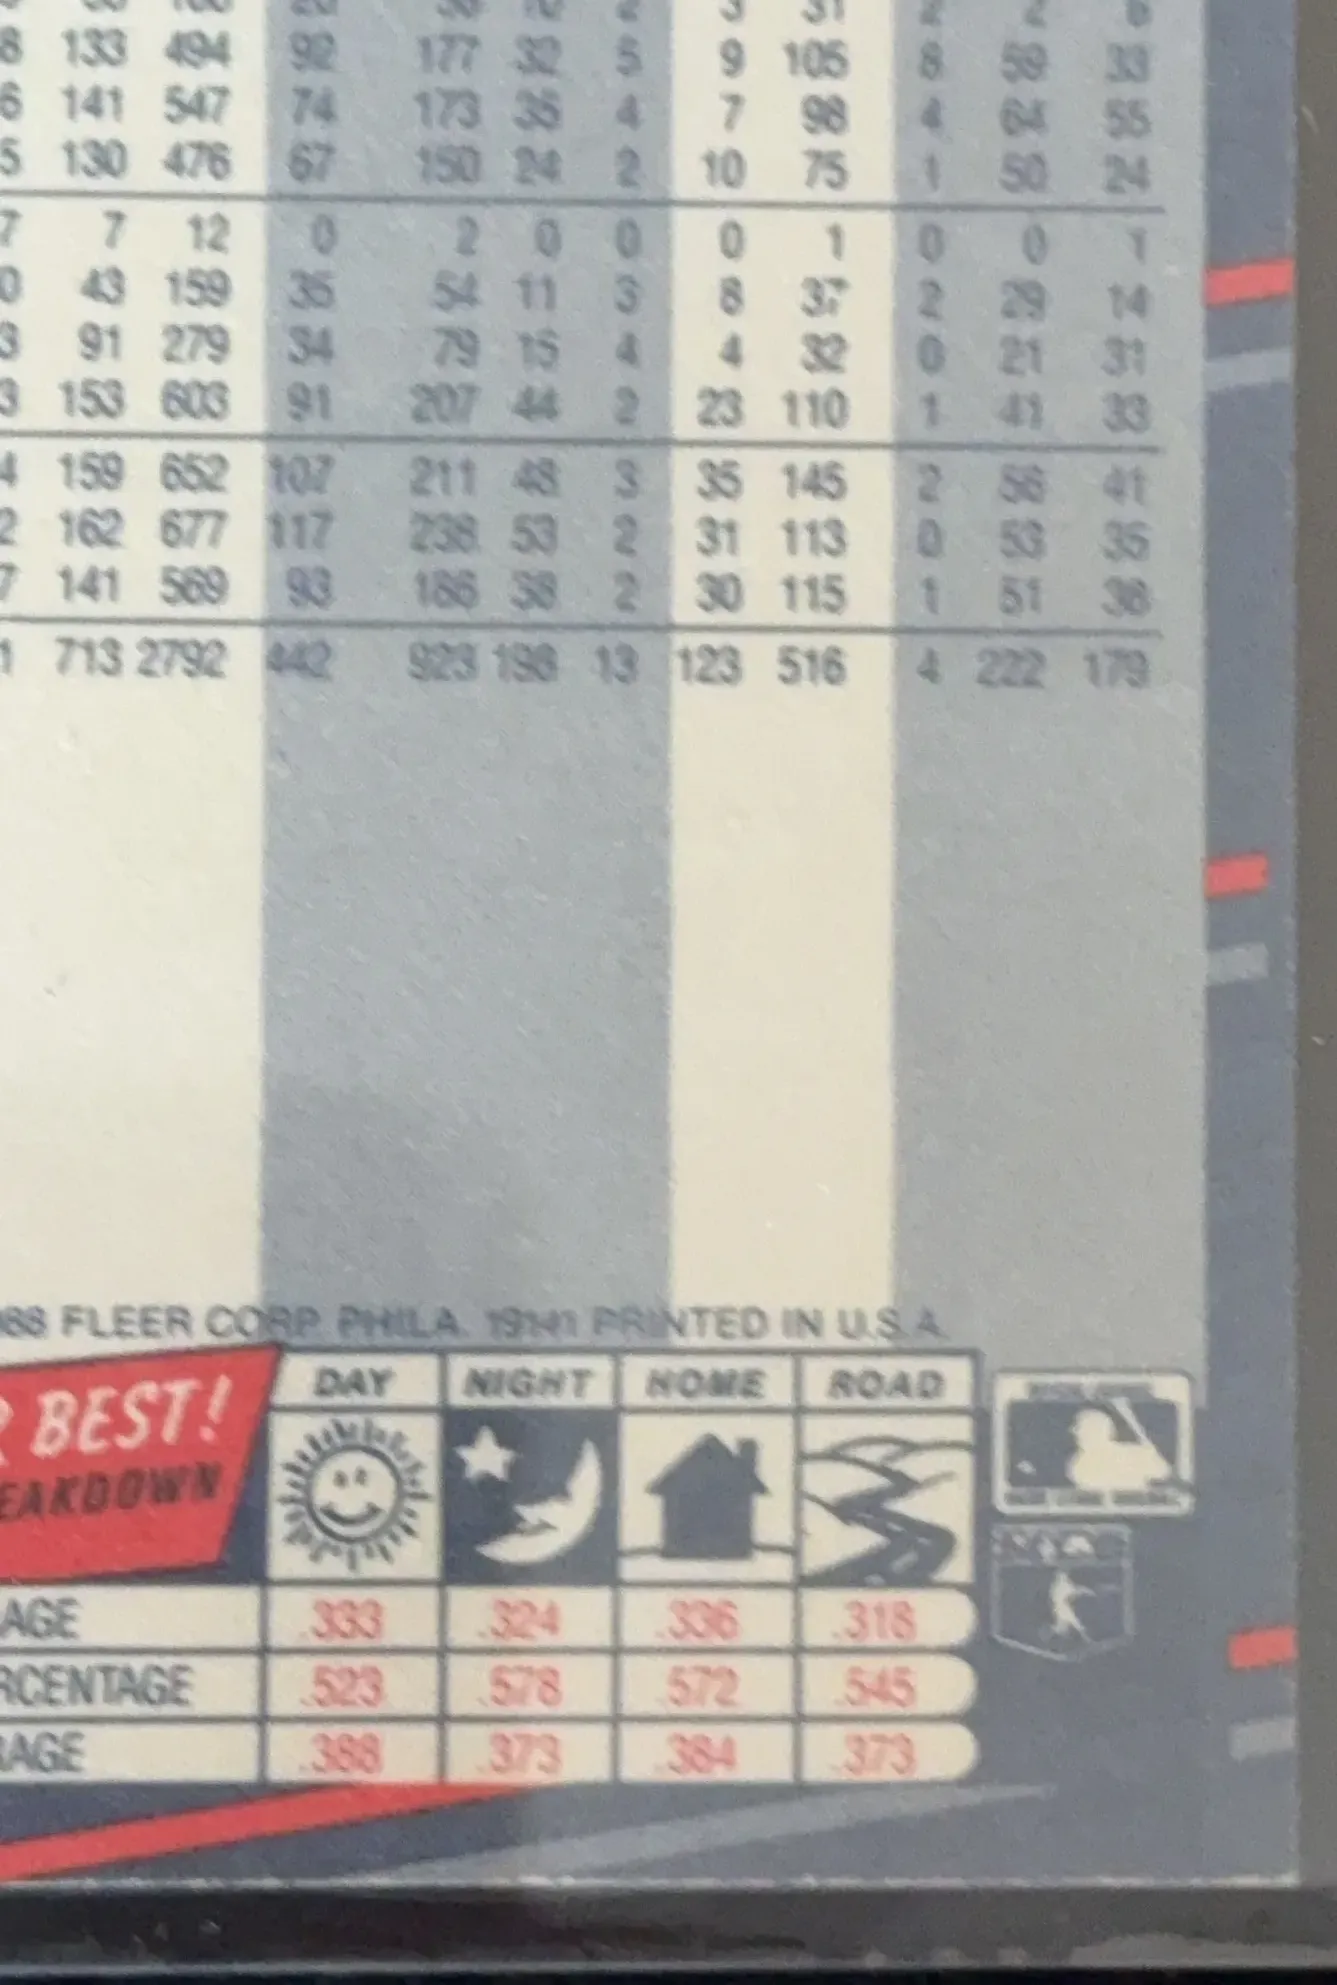 3 31 2 2 6
8 133 494 92 177 32 5 9 105 8 59 33
6 141 547 74 173 35 4 7 98 4 64 55
5 130 476 67 150 24 2 10 75 1 50 24
7 7 12 0 2 0 0 0 1 0 0 1
0 43 159 35 54 11 3 8 37 2 29 14
3 91 279 34 79 15 4 4 32 0 21 31
3 153 603 91 207 44 2 23 110 1 41 33
4 159 652 107 211 48 3 35 145 2 56 41
2 162 677 117 238 53 2 31 113 0 53 35
7 141 569 93 186 38 2 30 115 1 51 36
1 713 2792 442 923 198 13 123 516 4 222 179
988 FLEER CORP. PHILA. 19141 PRINTED IN U.S.A.
R BEST!
EAKDOWN
DAY NIGHT HOME ROAD
AGE .333 .324 .336 .318
RCENTAGE .523 .578 .572 .545
RAGE .388 .373 .384 .373